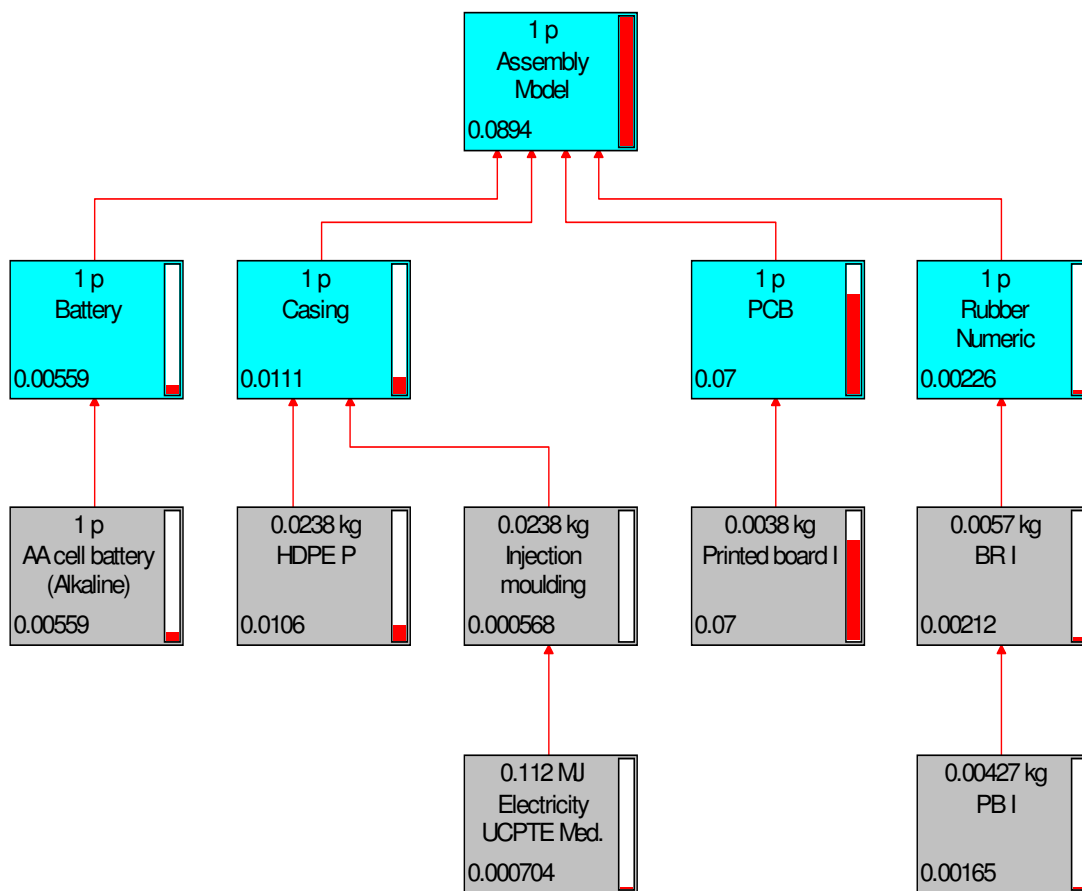 1 p
Assembly
Model
0.0894
1 p
Battery
0.00559
1 p
Casing
0.0111
1 p
PCB
0.07
1 p
Rubber
Numeric
0.00226
1 p
AA cell battery
(Alkaline)
0.00559
0.0238 kg
HDPE P
0.0106
0.0238 kg
Injection
moulding
0.000568
0.0038 kg
Printed board I
0.07
0.0057 kg
BR I
0.00212
0.112 MJ
Electricity
UCPTE Med.
0.000704
0.00427 kg
PB I
0.00165